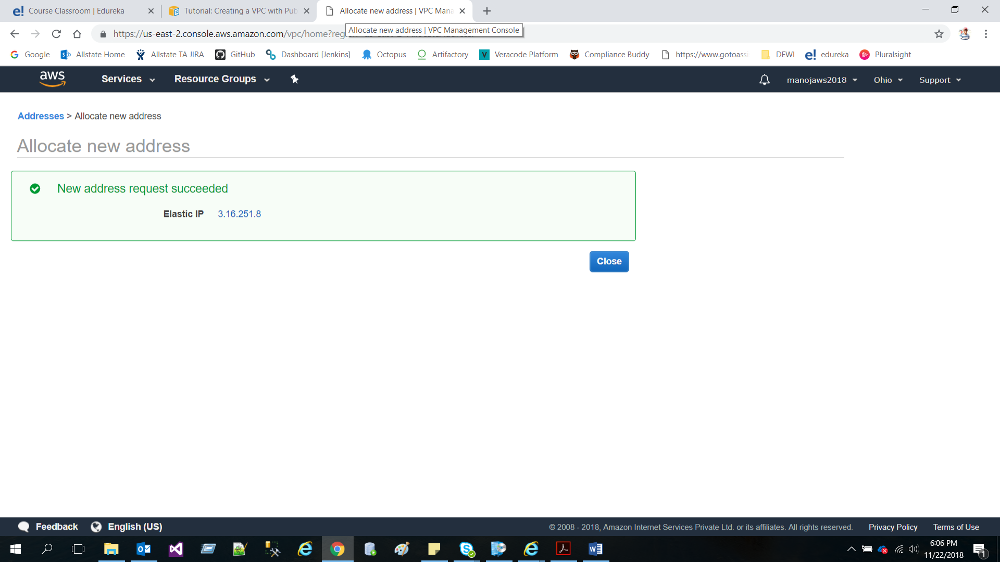 Course Classroom | Edureka
Tutorial: Creating a VPC with Pub
Allocate new address | VPC Mana
Allocate new address | VPC Management Console
https://us-east-2.console.aws.amazon.com/vpc/home?reg
Google
Allstate Home
Allstate TA JIRA
GitHub
Dashboard [Jenkins]
Octopus
Artifactory
Veracode Platform
Compliance Buddy
https://www.gotoassi
DEWI
edureka
Pluralsight
aws
Services
Resource Groups
manojaws2018
Ohio
Support
Addresses > Allocate new address
Allocate new address
New address request succeeded
Elastic IP 3.16.251.8
Close
Feedback
English (US)
© 2008 - 2018, Amazon Internet Services Private Ltd. or its affiliates. All rights reserved.
Privacy Policy
Terms of Use
6:06 PM
11/22/2018
1